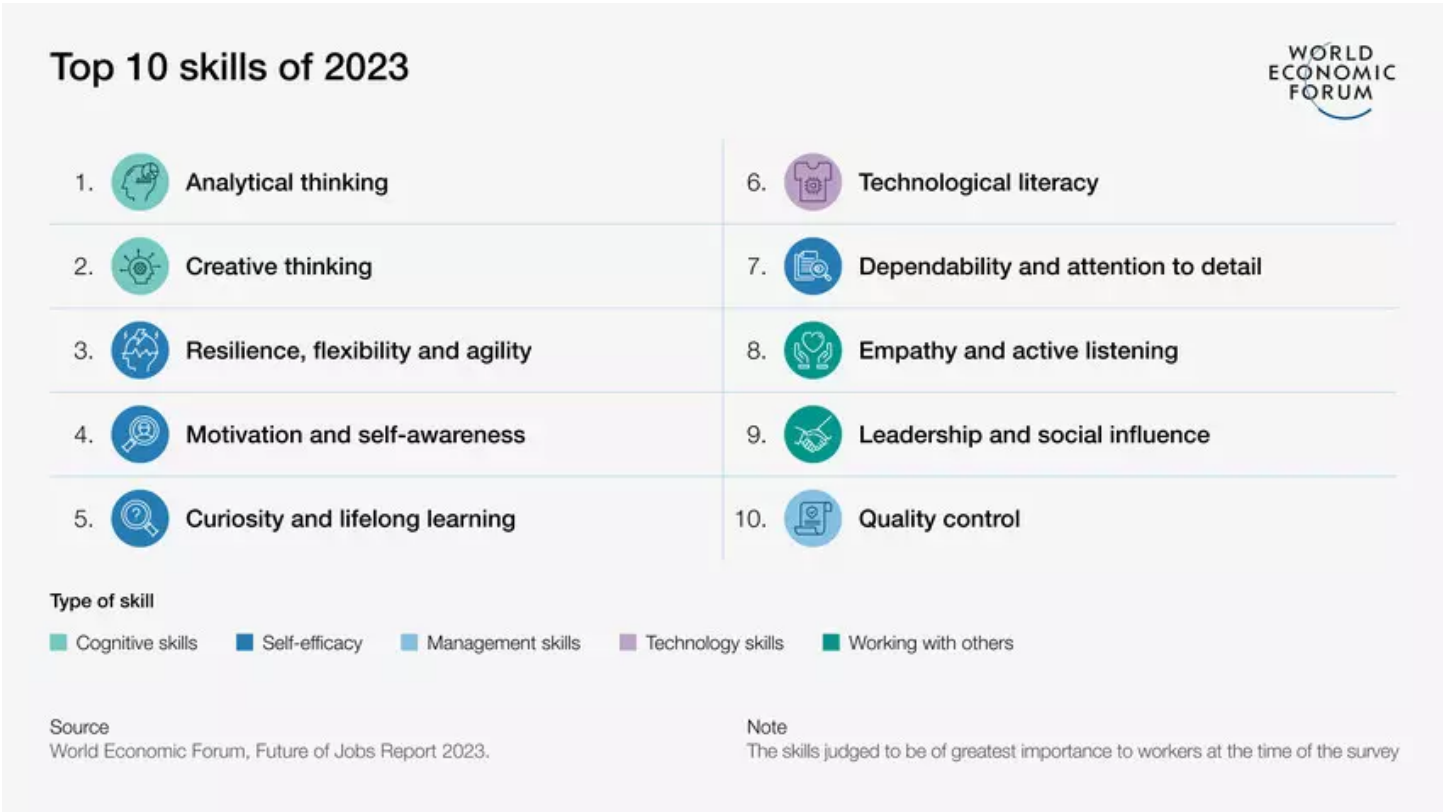 Top 10 skills of 2023
WORLD
ECONOMIC
FORUM
1. Analytical thinking
2. Creative thinking
3. Resilience, flexibility and agility
4. Motivation and self-awareness
5. Curiosity and lifelong learning
6. Technological literacy
7. Dependability and attention to detail
8. Empathy and active listening
9. Leadership and social influence
10. Quality control
Type of skill
Cognitive skills Self-efficacy Management skills Technology skills Working with others
Source
World Economic Forum, Future of Jobs Report 2023.
Note
The skills judged to be of greatest importance to workers at the time of the survey